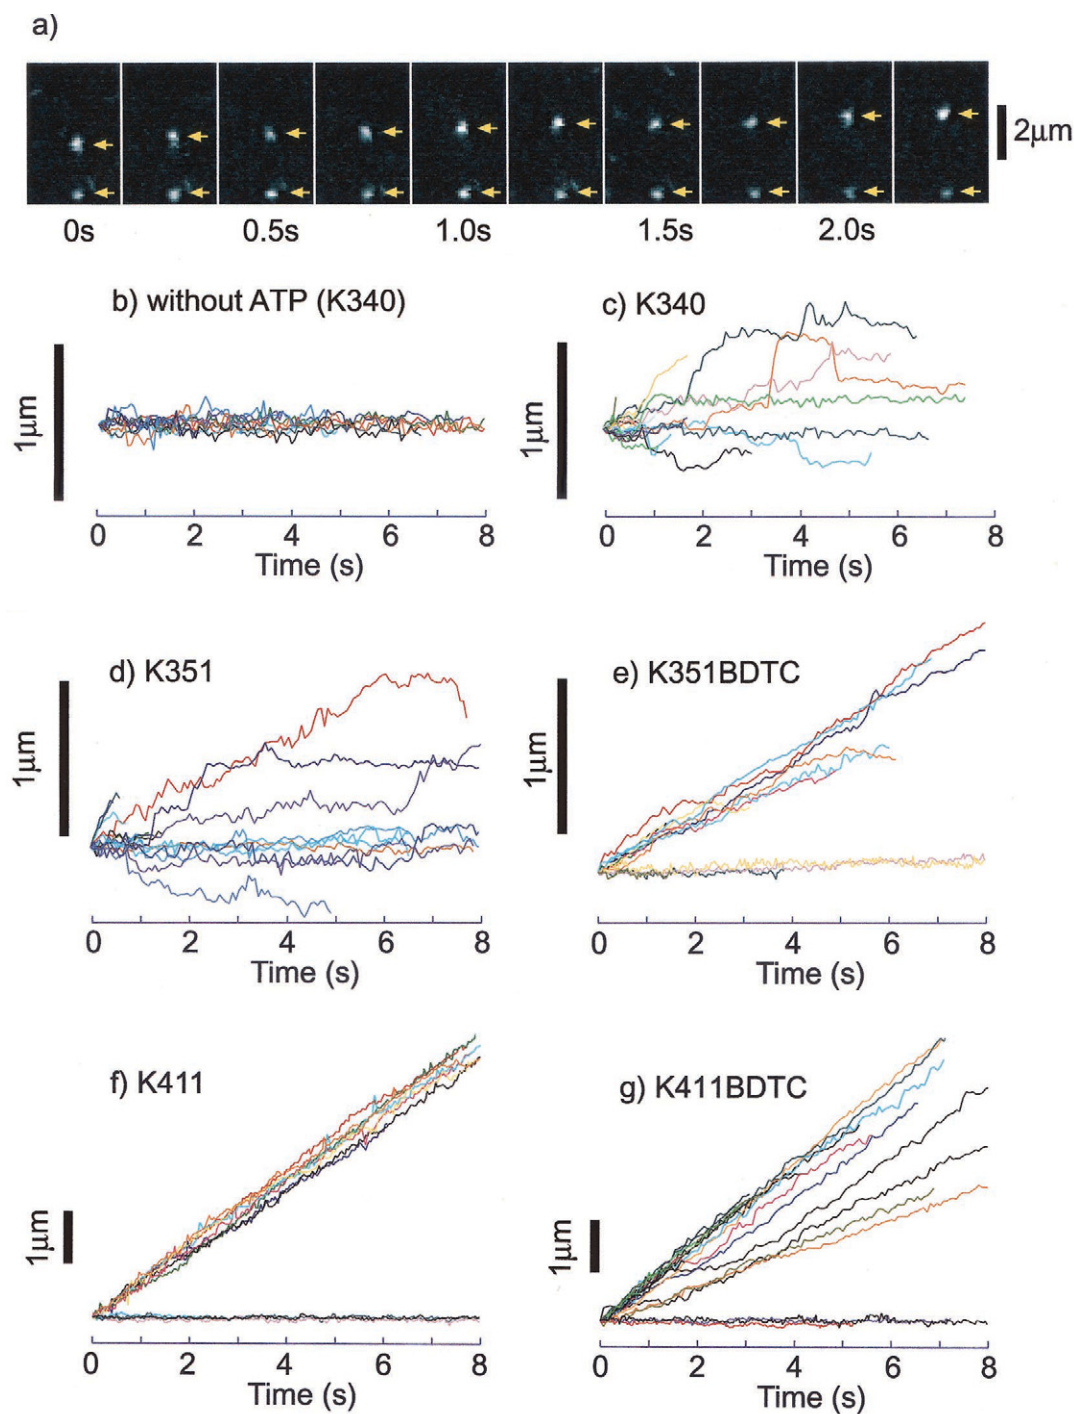 a)
2μm
0s 0.5s 1.0s 1.5s 2.0s
b) without ATP (K340)
1μm
0 2 4 6 8
Time (s)
c) K340
1μm
0 2 4 6 8
Time (s)
d) K351
1μm
0 2 4 6 8
Time (s)
e) K351BDTC
1μm
0 2 4 6 8
Time (s)
f) K411
1μm
0 2 4 6 8
Time (s)
g) K411BDTC
1μm
0 2 4 6 8
Time (s)